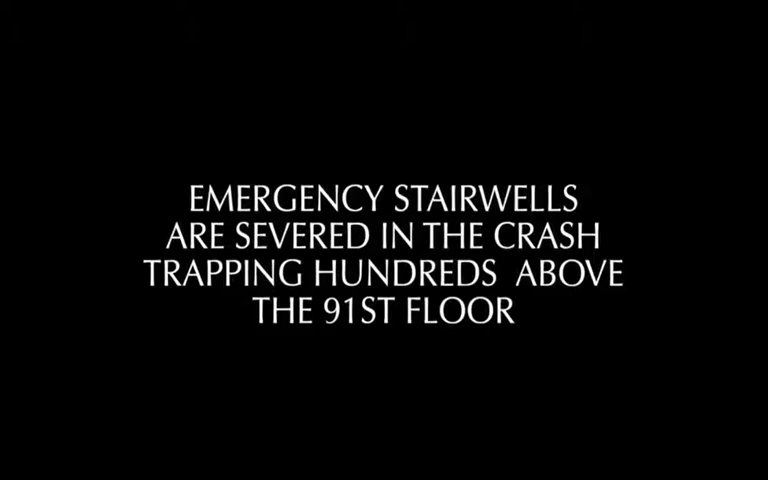 EMERGENCY STAIRWELLS
ARE SEVERED IN THE CRASH
TRAPPING HUNDREDS  ABOVE
THE 91ST FLOOR